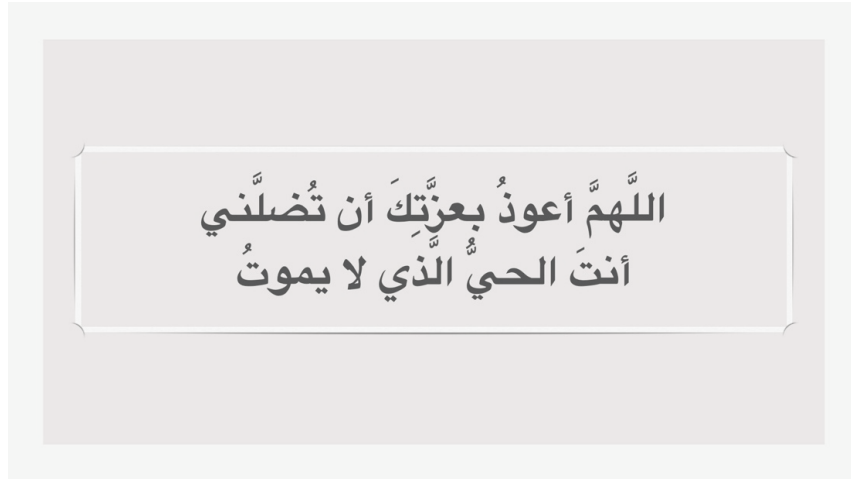 اللَّهمَّ أعوذُ بعزَّتِكَ أن تُضلَّني
أنتَ الحيُّ الَّذي لا يموتُ